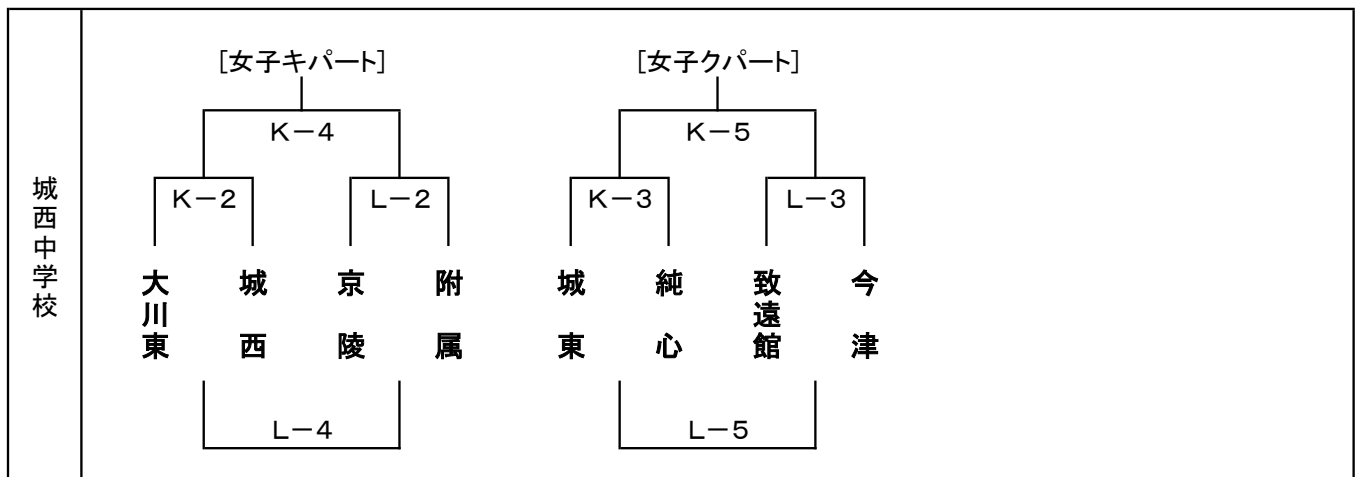 城西中学校
[女子キパート]
[女子クパート]
K－4
K－5
K－2
L－2
K－3
L－3
大川東
城西
京陵
附属
城東
純心
致遠館
今津
L－4
L－5